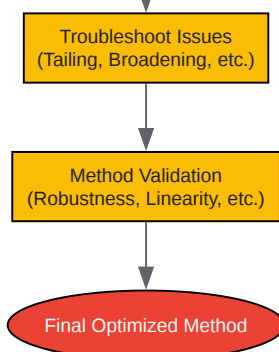 Troubleshoot Issues
(Tailing, Broadening, etc.)
Method Validation
(Robustness, Linearity, etc.)
Final Optimized Method